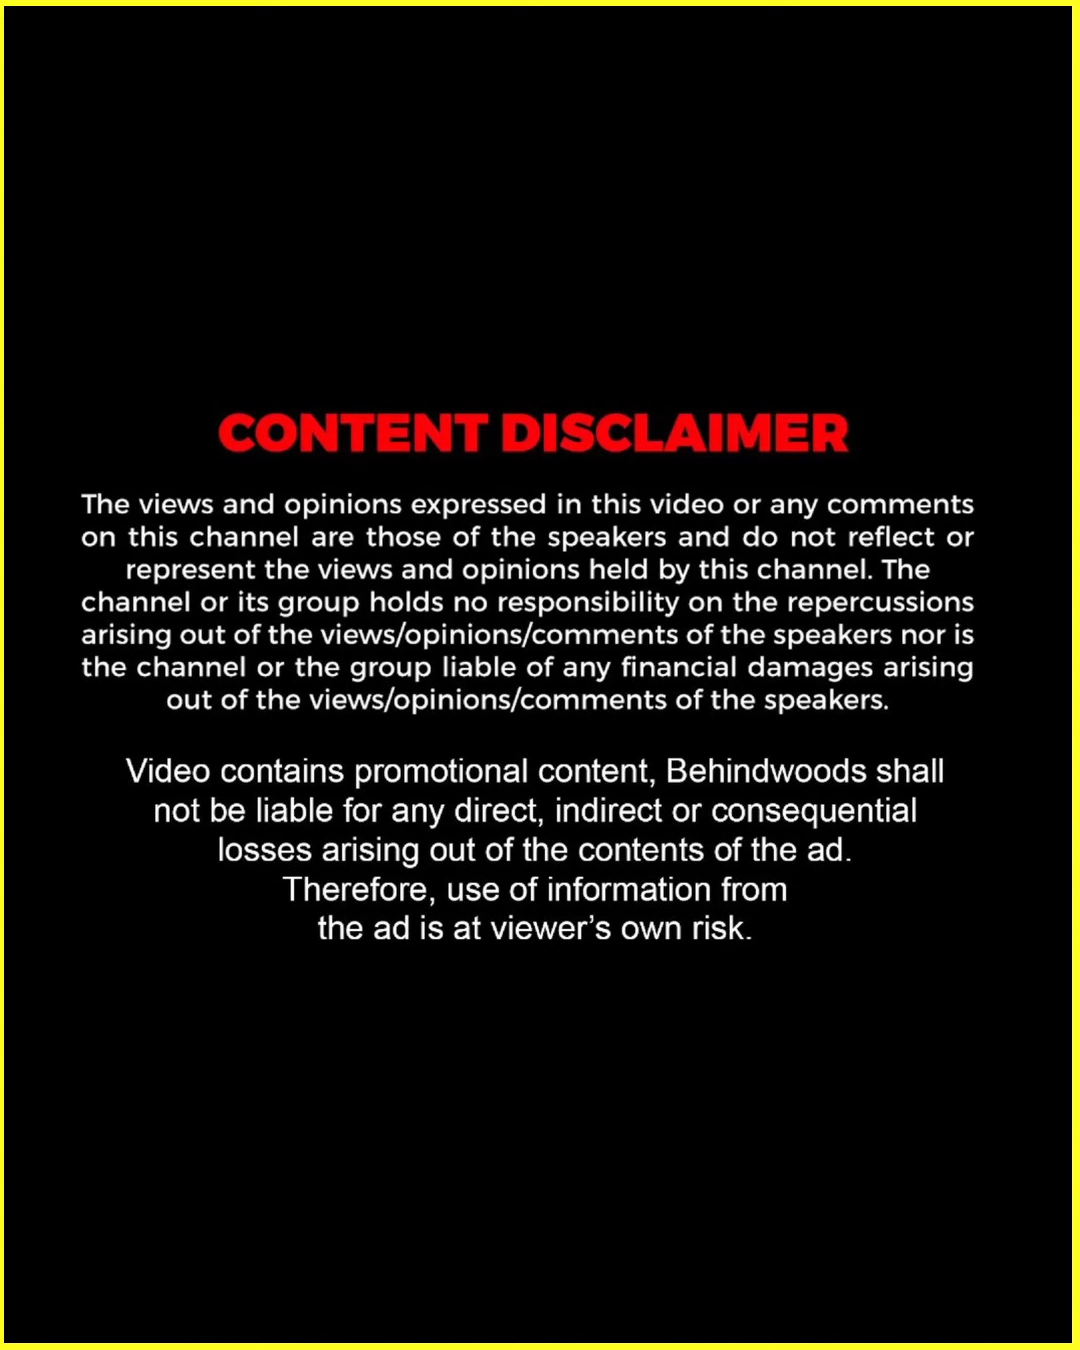 CONTENT DISCLAIMER
The views and opinions expressed in this video or any comments
on this channel are those of the speakers and do not reflect or
represent the views and opinions held by this channel. The
channel or its group holds no responsibility on the repercussions
arising out of the views/opinions/comments of the speakers nor is
the channel or the group liable of any financial damages arising
out of the views/opinions/comments of the speakers.
Video contains promotional content, Behindwoods shall
not be liable for any direct, indirect or consequential
losses arising out of the contents of the ad.
Therefore, use of information from
the ad is at viewer’s own risk.